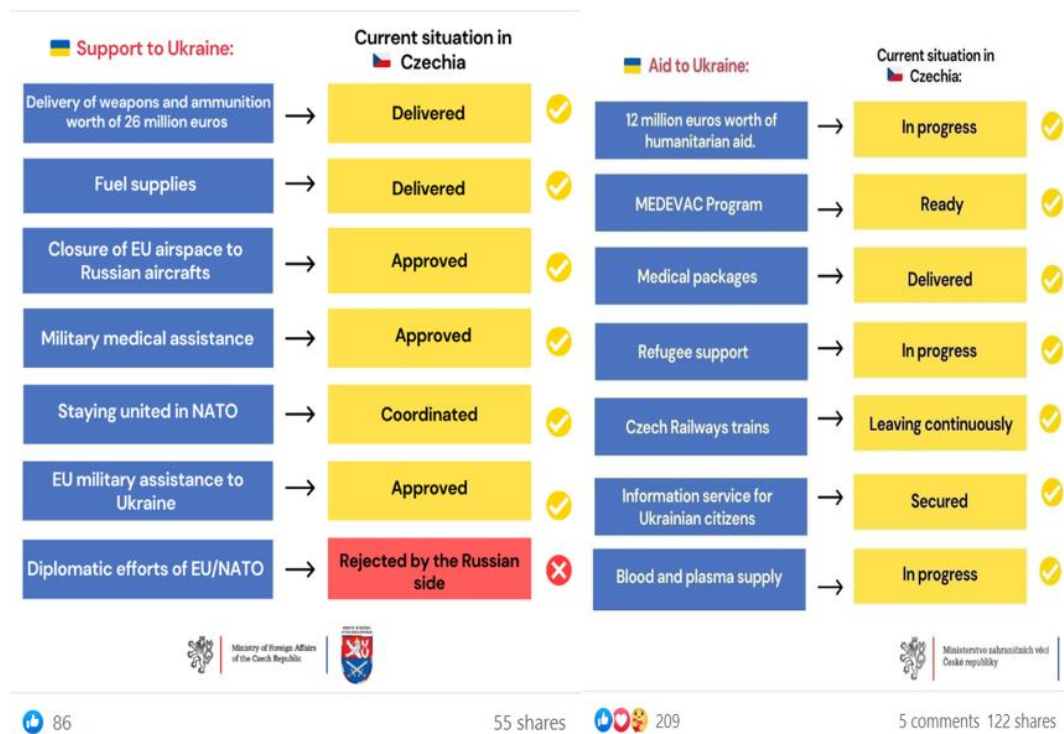 Support to Ukraine:
Current situation in
Czechia
Delivery of weapons and ammunition
worth of 26 million euros
Delivered
Fuel supplies
Delivered
Closure of EU airspace to
Russian aircrafts
Approved
Military medical assistance
Approved
Staying united in NATO
Coordinated
EU military assistance to
Ukraine
Approved
Diplomatic efforts of EU/NATO
Rejected by the Russian
side
Ministry of Foreign Affairs
of the Czech Republic
86
55 shares
Aid to Ukraine:
Current situation in
Czechia:
12 million euros worth of
humanitarian aid.
In progress
MEDEVAC Program
Ready
Medical packages
Delivered
Refugee support
In progress
Czech Railways trains
Leaving continuously
Information service for
Ukrainian citizens
Secured
Blood and plasma supply
In progress
Ministerstvo zahraničních věcí
České republiky
209
5 comments 122 shares